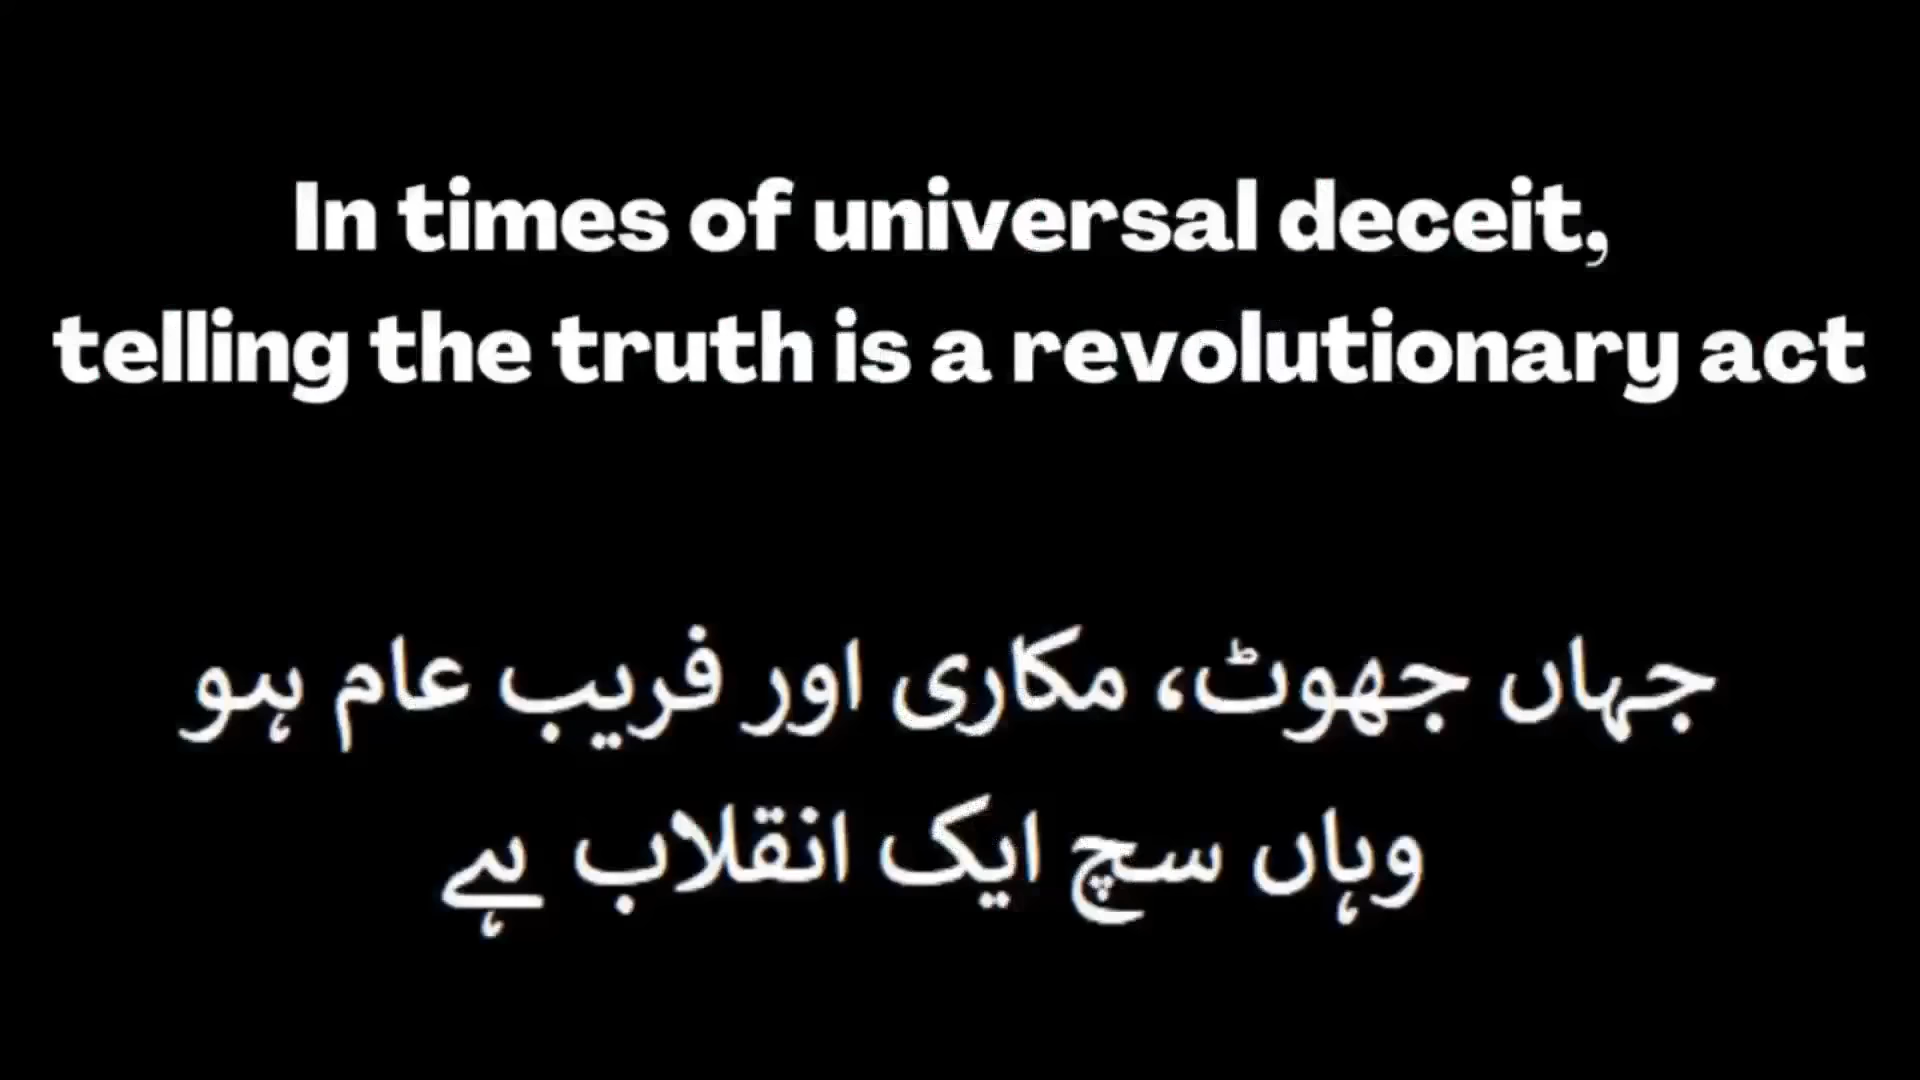 In times of universal deceit,
telling the truth is a revolutionary act
جہاں جھوٹ، مکاری اور فریب عام ہو
وہاں سچ ایک انقلاب ہے